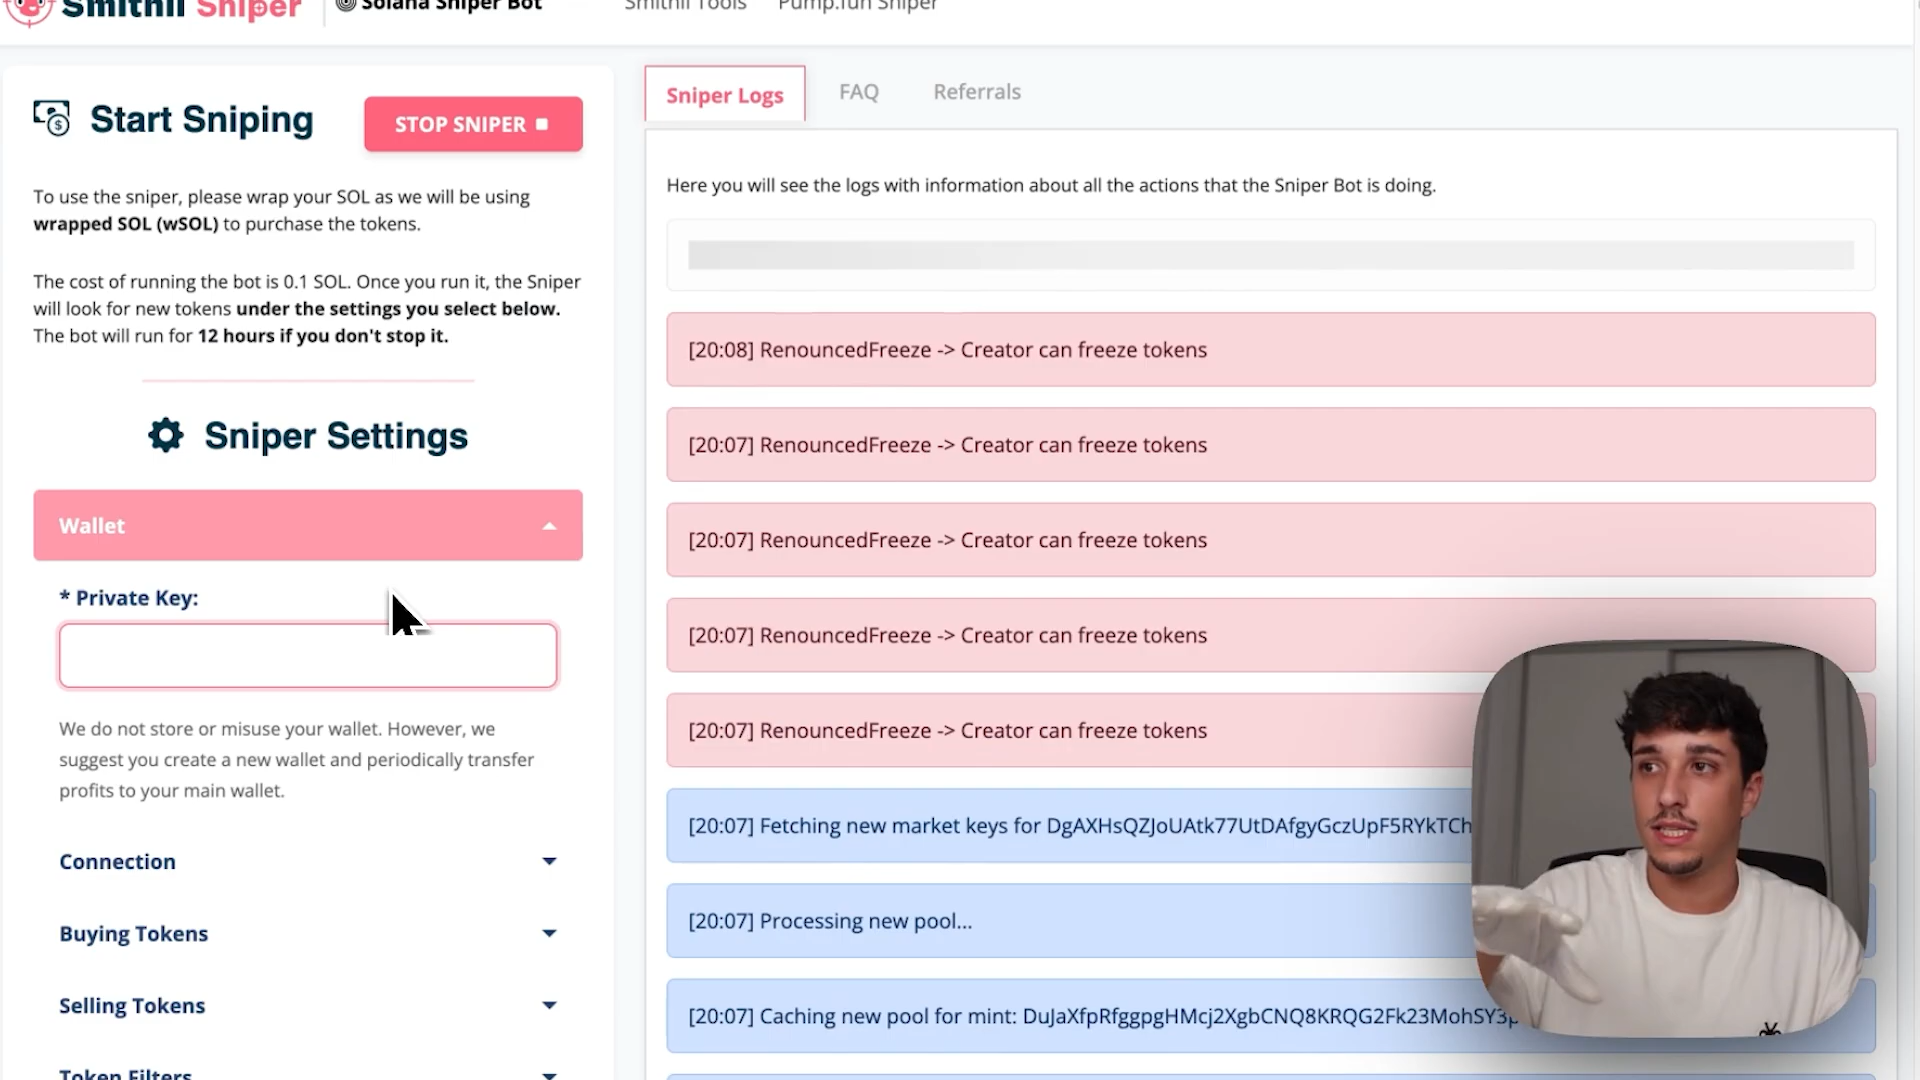 Smithii Sniper
Solana Sniper Bot
Smithii Tools
Pump.fun Sniper
Start Sniping
STOP SNIPER
To use the sniper, please wrap your SOL as we will be using
wrapped SOL (wSOL) to purchase the tokens.
The cost of running the bot is 0.1 SOL. Once you run it, the Sniper
will look for new tokens under the settings you select below.
The bot will run for 12 hours if you don't stop it.
Sniper Settings
Wallet
* Private Key:
We do not store or misuse your wallet. However, we
suggest you create a new wallet and periodically transfer
profits to your main wallet.
Connection
Buying Tokens
Selling Tokens
Token Filters
Sniper Logs
FAQ
Referrals
Here you will see the logs with information about all the actions that the Sniper Bot is doing.
[20:08] RenouncedFreeze -> Creator can freeze tokens
[20:07] RenouncedFreeze -> Creator can freeze tokens
[20:07] RenouncedFreeze -> Creator can freeze tokens
[20:07] RenouncedFreeze -> Creator can freeze tokens
[20:07] RenouncedFreeze -> Creator can freeze tokens
[20:07] Fetching new market keys for DgAXHsQZJoUAtk77UtDAfgyGczUpF5RYkTCh
[20:07] Processing new pool...
[20:07] Caching new pool for mint: DuJaXfpRfggpgHMcj2XgbCNQ8KRQG2Fk23MohSY3